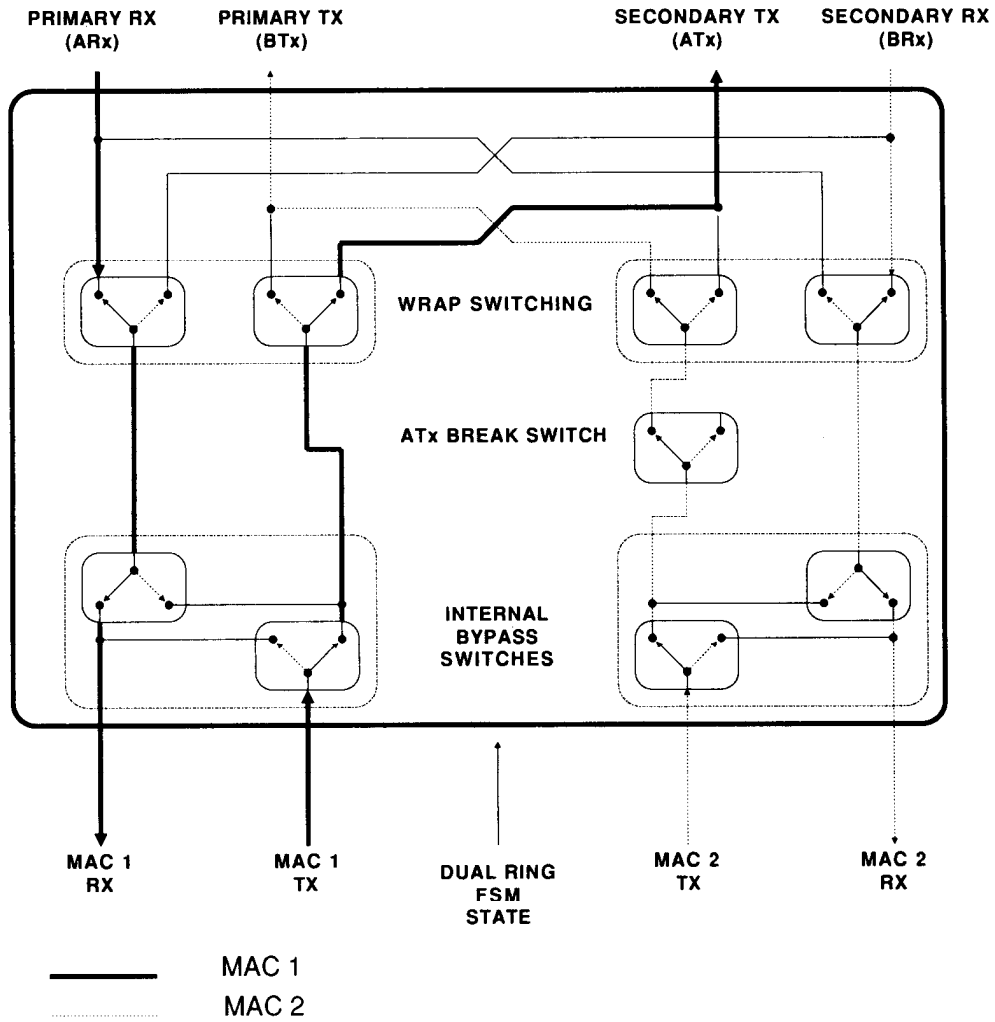 PRIMARY RX
(ARx)
PRIMARY TX
(BTx)
SECONDARY TX
(ATx)
SECONDARY RX
(BRx)
WRAP SWITCHING
ATx BREAK SWITCH
INTERNAL
BYPASS
SWITCHES
MAC 1
RX
MAC 1
TX
DUAL RING
FSM
STATE
MAC 2
TX
MAC 2
RX
MAC 1
MAC 2